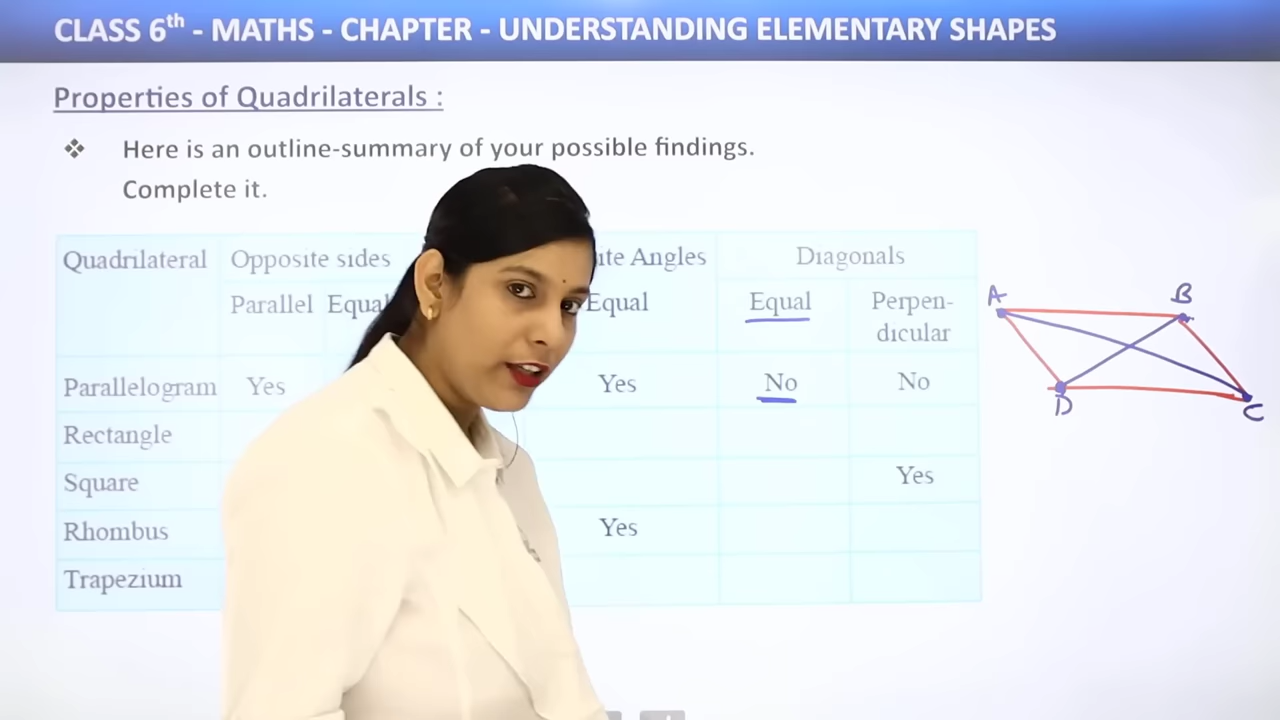 CLASS 6th - MATHS - CHAPTER - UNDERSTANDING ELEMENTARY SHAPES
Properties of Quadrilaterals :
❖ Here is an outline-summary of your possible findings.
Complete it.
Quadrilateral Opposite sides Angles Diagonals
Parallel Equal Equal Perpen-
dicular
Parallelogram Yes Yes No No
Rectangle
Square Yes
Rhombus Yes
Trapezium
A B
D C